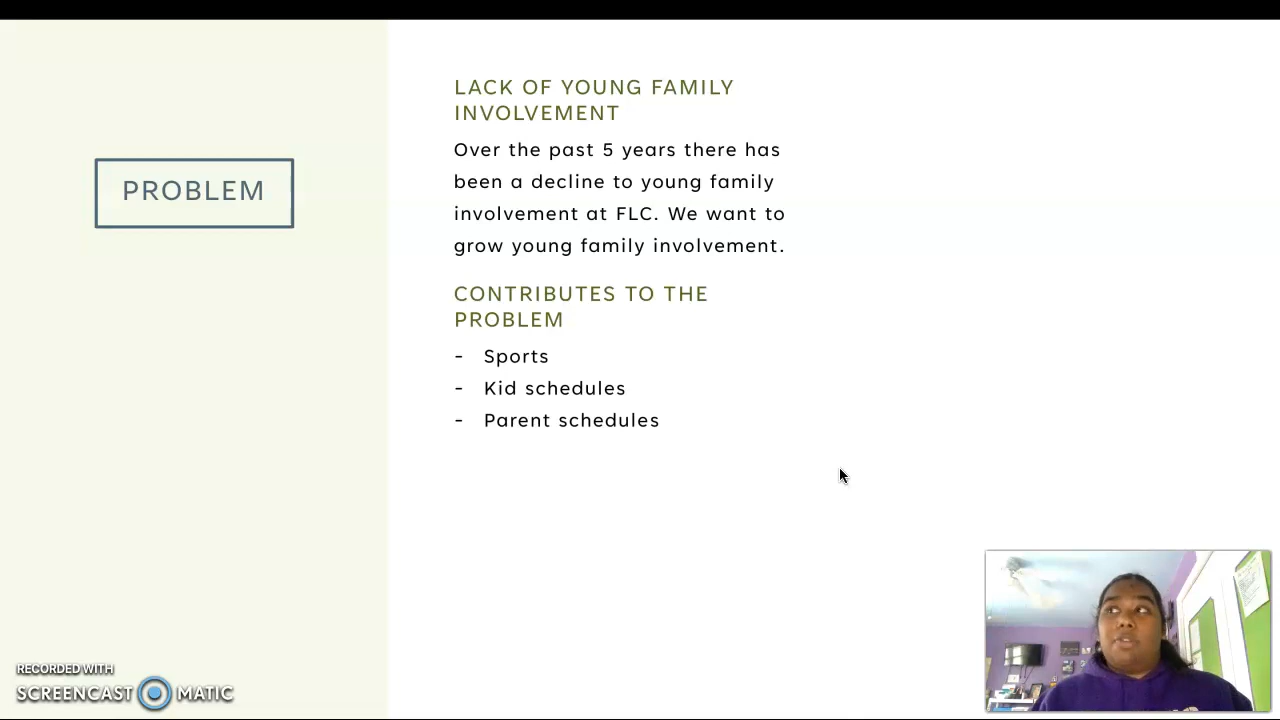 PROBLEM
LACK OF YOUNG FAMILY
INVOLVEMENT
Over the past 5 years there has
been a decline to young family
involvement at FLC. We want to
grow young family involvement.
CONTRIBUTES TO THE
PROBLEM
- Sports
- Kid schedules
- Parent schedules
RECORDED WITH
SCREENCAST MATIC